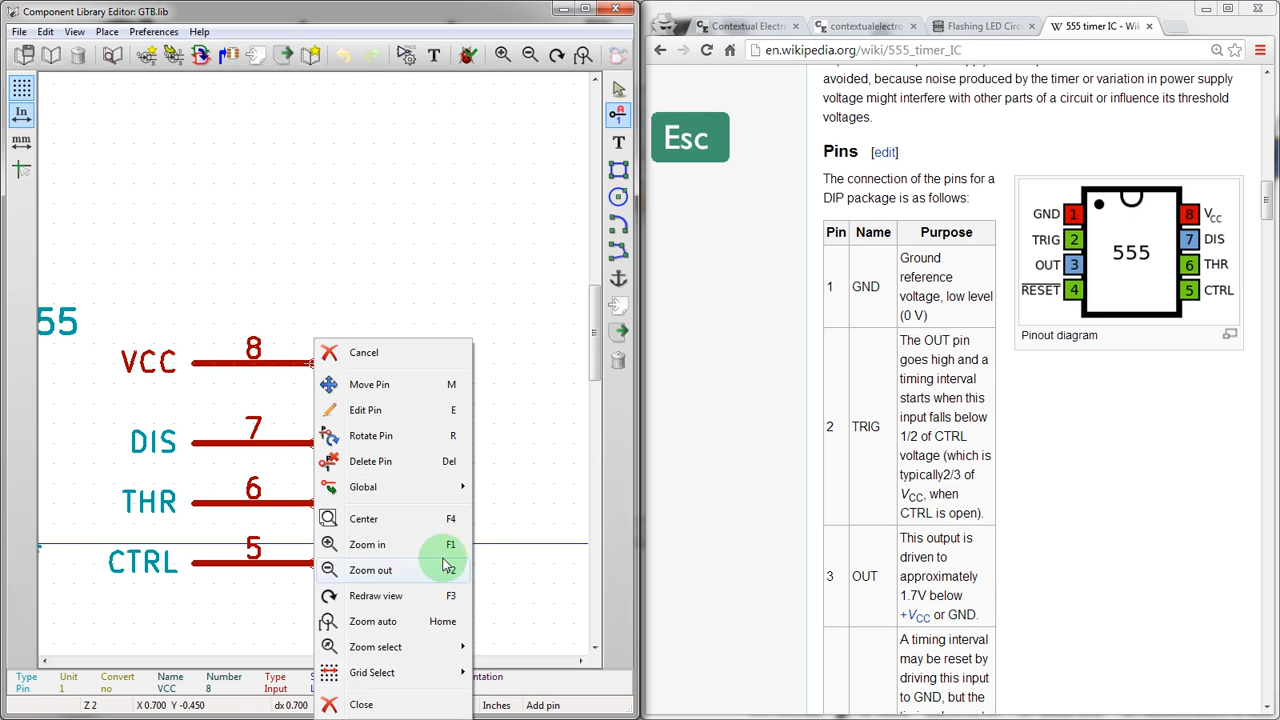 Component Library Editor: GTB.lib
File Edit View Place Preferences Help
In
mm
55
VCC 8
DIS 7
THR 6
CTRL 5
Cancel
Move Pin M
Edit Pin E
Rotate Pin R
Delete Pin Del
Global
Center F4
Zoom in F1
Zoom out F2
Redraw view F3
Zoom auto Home
Zoom select
Grid Select
Close
Type Unit Convert Name Number Type
Pin 1 no VCC 8 Input
Z 2 X 0.700 Y -0.450 dx 0.700 Inches Add pin
Contextual Electro
contextualelectro
Flashing LED Circ
555 timer IC - Wi
en.wikipedia.org/wiki/555_timer_IC
Esc
avoided, because noise produced by the timer or variation in power supply
voltage might interfere with other parts of a circuit or influence its threshold
voltages.
Pins [edit]
The connection of the pins for a
DIP package is as follows:
Pin Name Purpose
1 GND Ground
reference
voltage, low level
(0 V)
2 TRIG The OUT pin
goes high and a
timing interval
starts when this
input falls below
1/2 of CTRL
voltage (which is
typically2/3 of
VCC, when
CTRL is open).
3 OUT This output is
driven to
approximately
1.7V below
+VCC or GND.
A timing interval
may be reset by
driving this input
to GND, but the
GND 1 8 VCC
TRIG 2 7 DIS
555
OUT 3 6 THR
RESET 4 5 CTRL
Pinout diagram